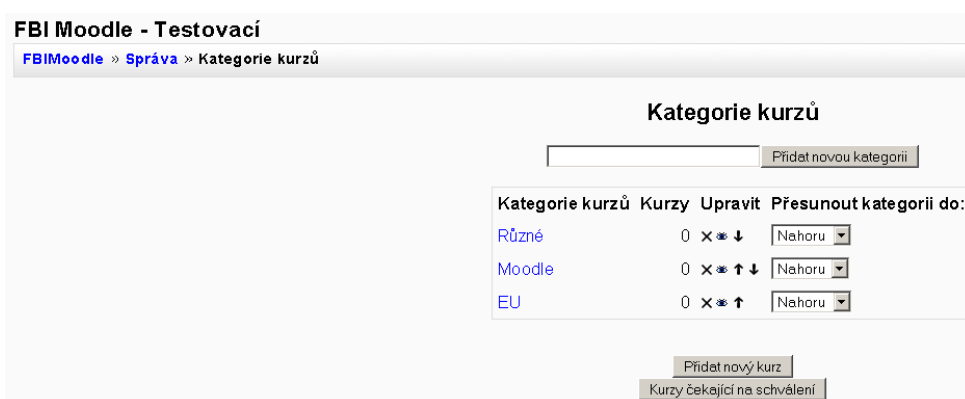 FBI Moodle - Testovací
FBIMoodle » Správa » Kategorie kurzů
Kategorie kurzů
Přidat novou kategorii
Kategorie kurzů Kurzy Upravit Přesunout kategorii do:
Různé 0 Nahoru
Moodle 0 Nahoru
EU 0 Nahoru
Přidat nový kurz
Kurzy čekající na schválení